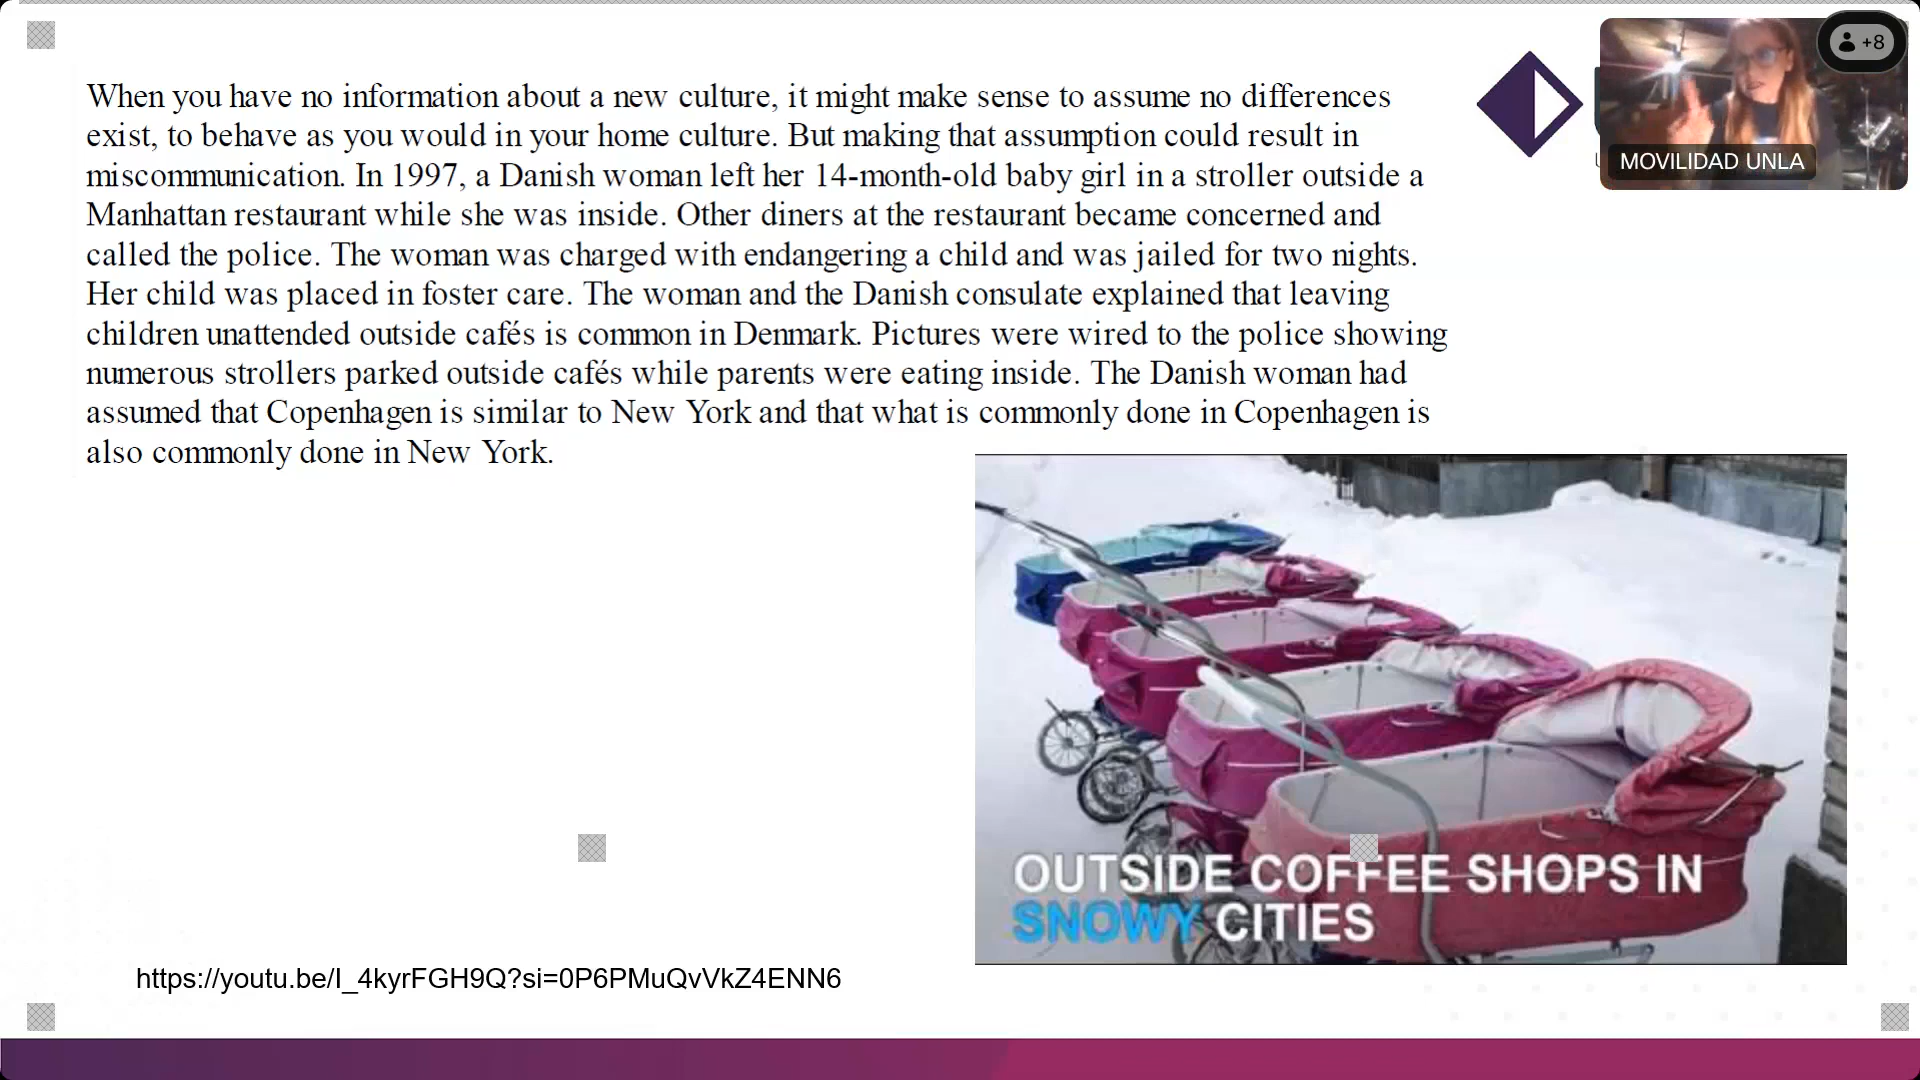 When you have no information about a new culture, it might make sense to assume no differences
exist, to behave as you would in your home culture. But making that assumption could result in
miscommunication. In 1997, a Danish woman left her 14-month-old baby girl in a stroller outside a
Manhattan restaurant while she was inside. Other diners at the restaurant became concerned and
called the police. The woman was charged with endangering a child and was jailed for two nights.
Her child was placed in foster care. The woman and the Danish consulate explained that leaving
children unattended outside cafés is common in Denmark. Pictures were wired to the police showing
numerous strollers parked outside cafés while parents were eating inside. The Danish woman had
assumed that Copenhagen is similar to New York and that what is commonly done in Copenhagen is
also commonly done in New York.
+8
MOVILIDAD UNLA
OUTSIDE COFFEE SHOPS IN
SNOWY CITIES
https://youtu.be/I_4kyrFGH9Q?si=0P6PMuQvVkZ4ENN6